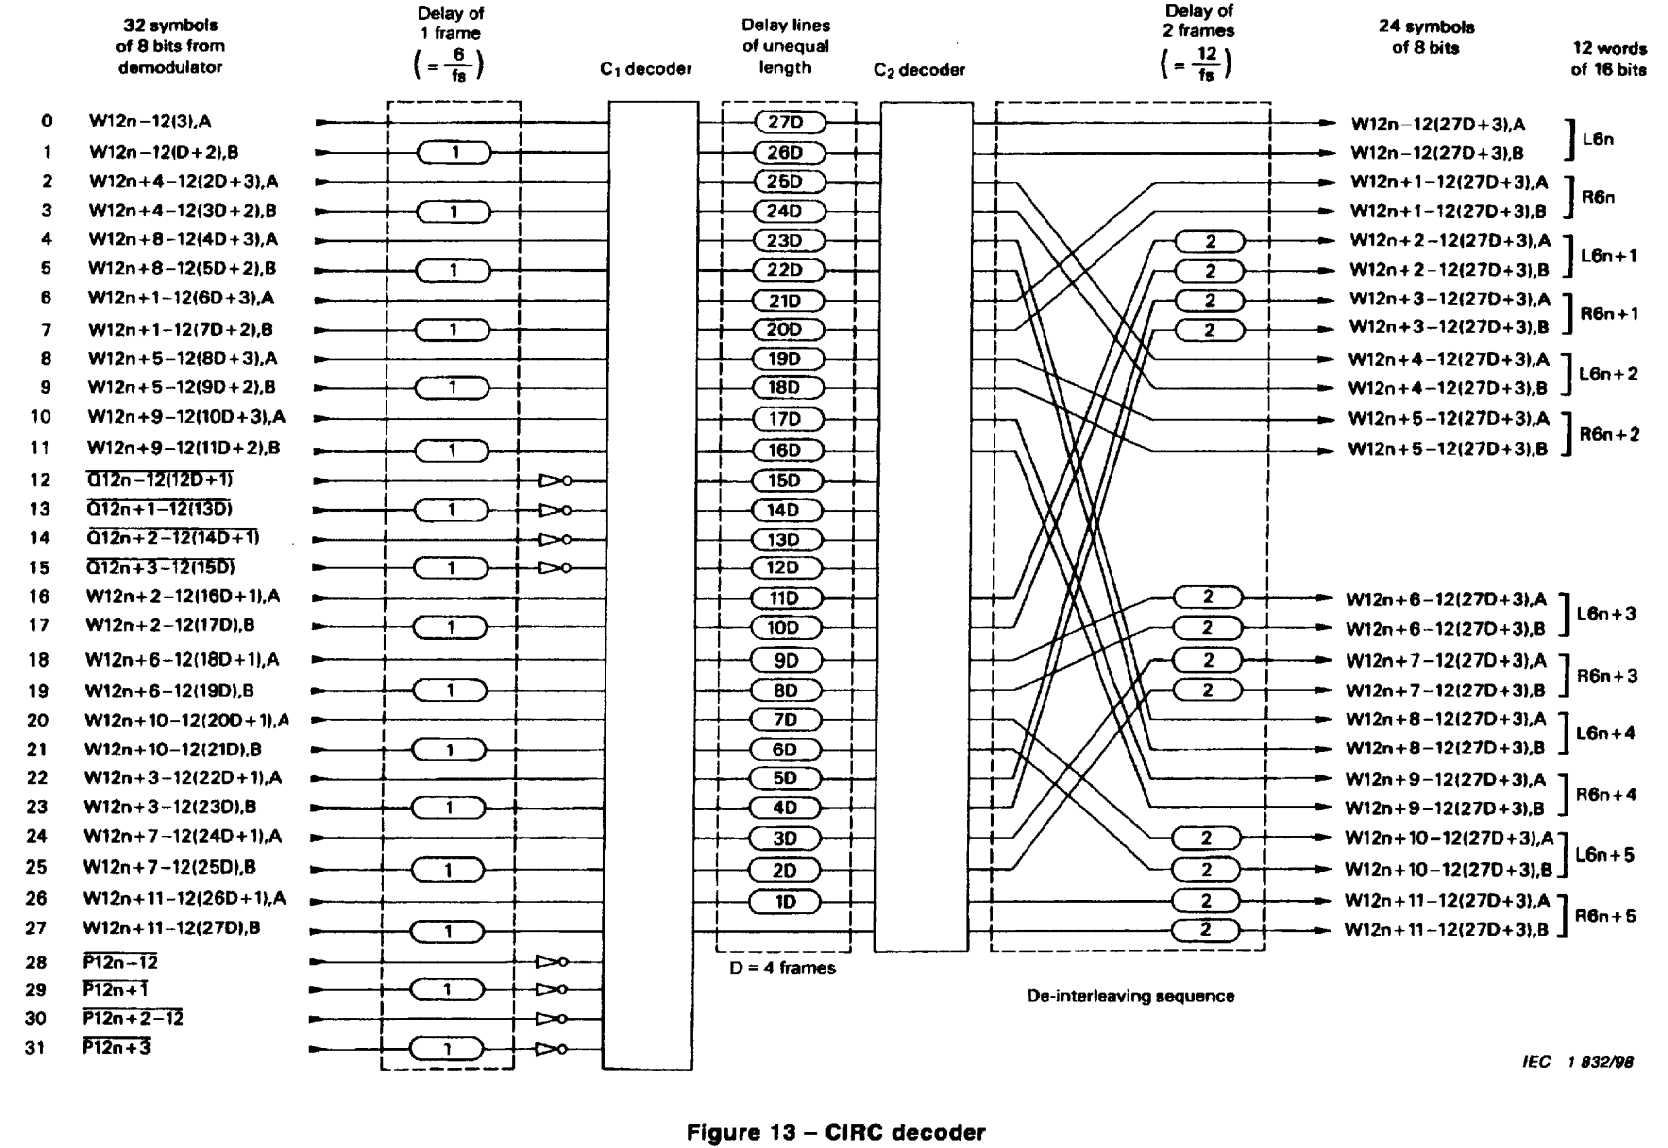 32 symbols
of 8 bits from
demodulator
Delay of
1 frame
( = 6/fs )
C1 decoder
Delay lines
of unequal
length
C2 decoder
Delay of
2 frames
( = 12/fs )
24 symbols
of 8 bits
12 words
of 16 bits
0 W12n−12(3),A 27D W12n−12(27D+3),A
L6n
1 W12n−12(D+2),B 1 26D W12n−12(27D+3),B
2 W12n+4−12(2D+3),A 25D W12n+1−12(27D+3),A
R6n
3 W12n+4−12(3D+2),B 1 24D W12n+1−12(27D+3),B
4 W12n+8−12(4D+3),A 23D 2 W12n+2−12(27D+3),A
L6n+1
5 W12n+8−12(5D+2),B 1 22D 2 W12n+2−12(27D+3),B
6 W12n+1−12(6D+3),A 21D 2 W12n+3−12(27D+3),A
R6n+1
7 W12n+1−12(7D+2),B 1 20D 2 W12n+3−12(27D+3),B
8 W12n+5−12(8D+3),A 19D W12n+4−12(27D+3),A
L6n+2
9 W12n+5−12(9D+2),B 1 18D W12n+4−12(27D+3),B
10 W12n+9−12(10D+3),A 17D W12n+5−12(27D+3),A
R6n+2
11 W12n+9−12(11D+2),B 1 16D W12n+5−12(27D+3),B
12 Q12n−12(12D+1) 15D
13 Q12n+1−12(13D) 1 14D
14 Q12n+2−12(14D+1) 13D
15 Q12n+3−12(15D) 1 12D
16 W12n+2−12(16D+1),A 11D 2 W12n+6−12(27D+3),A
L6n+3
17 W12n+2−12(17D),B 1 10D 2 W12n+6−12(27D+3),B
18 W12n+6−12(18D+1),A 9D 2 W12n+7−12(27D+3),A
R6n+3
19 W12n+6−12(19D),B 1 8D 2 W12n+7−12(27D+3),B
20 W12n+10−12(20D+1),A 7D W12n+8−12(27D+3),A
L6n+4
21 W12n+10−12(21D),B 1 6D W12n+8−12(27D+3),B
22 W12n+3−12(22D+1),A 5D W12n+9−12(27D+3),A
R6n+4
23 W12n+3−12(23D),B 1 4D W12n+9−12(27D+3),B
24 W12n+7−12(24D+1),A 3D 2 W12n+10−12(27D+3),A
L6n+5
25 W12n+7−12(25D),B 1 2D 2 W12n+10−12(27D+3),B
26 W12n+11−12(26D+1),A 1D 2 W12n+11−12(27D+3),A
R6n+5
27 W12n+11−12(27D),B 1 2 W12n+11−12(27D+3),B
28 P12n−12
29 P12n+1 1
30 P12n+2−12
31 P12n+3 1
D = 4 frames
De-interleaving sequence
IEC 1 832/98
Figure 13 – CIRC decoder